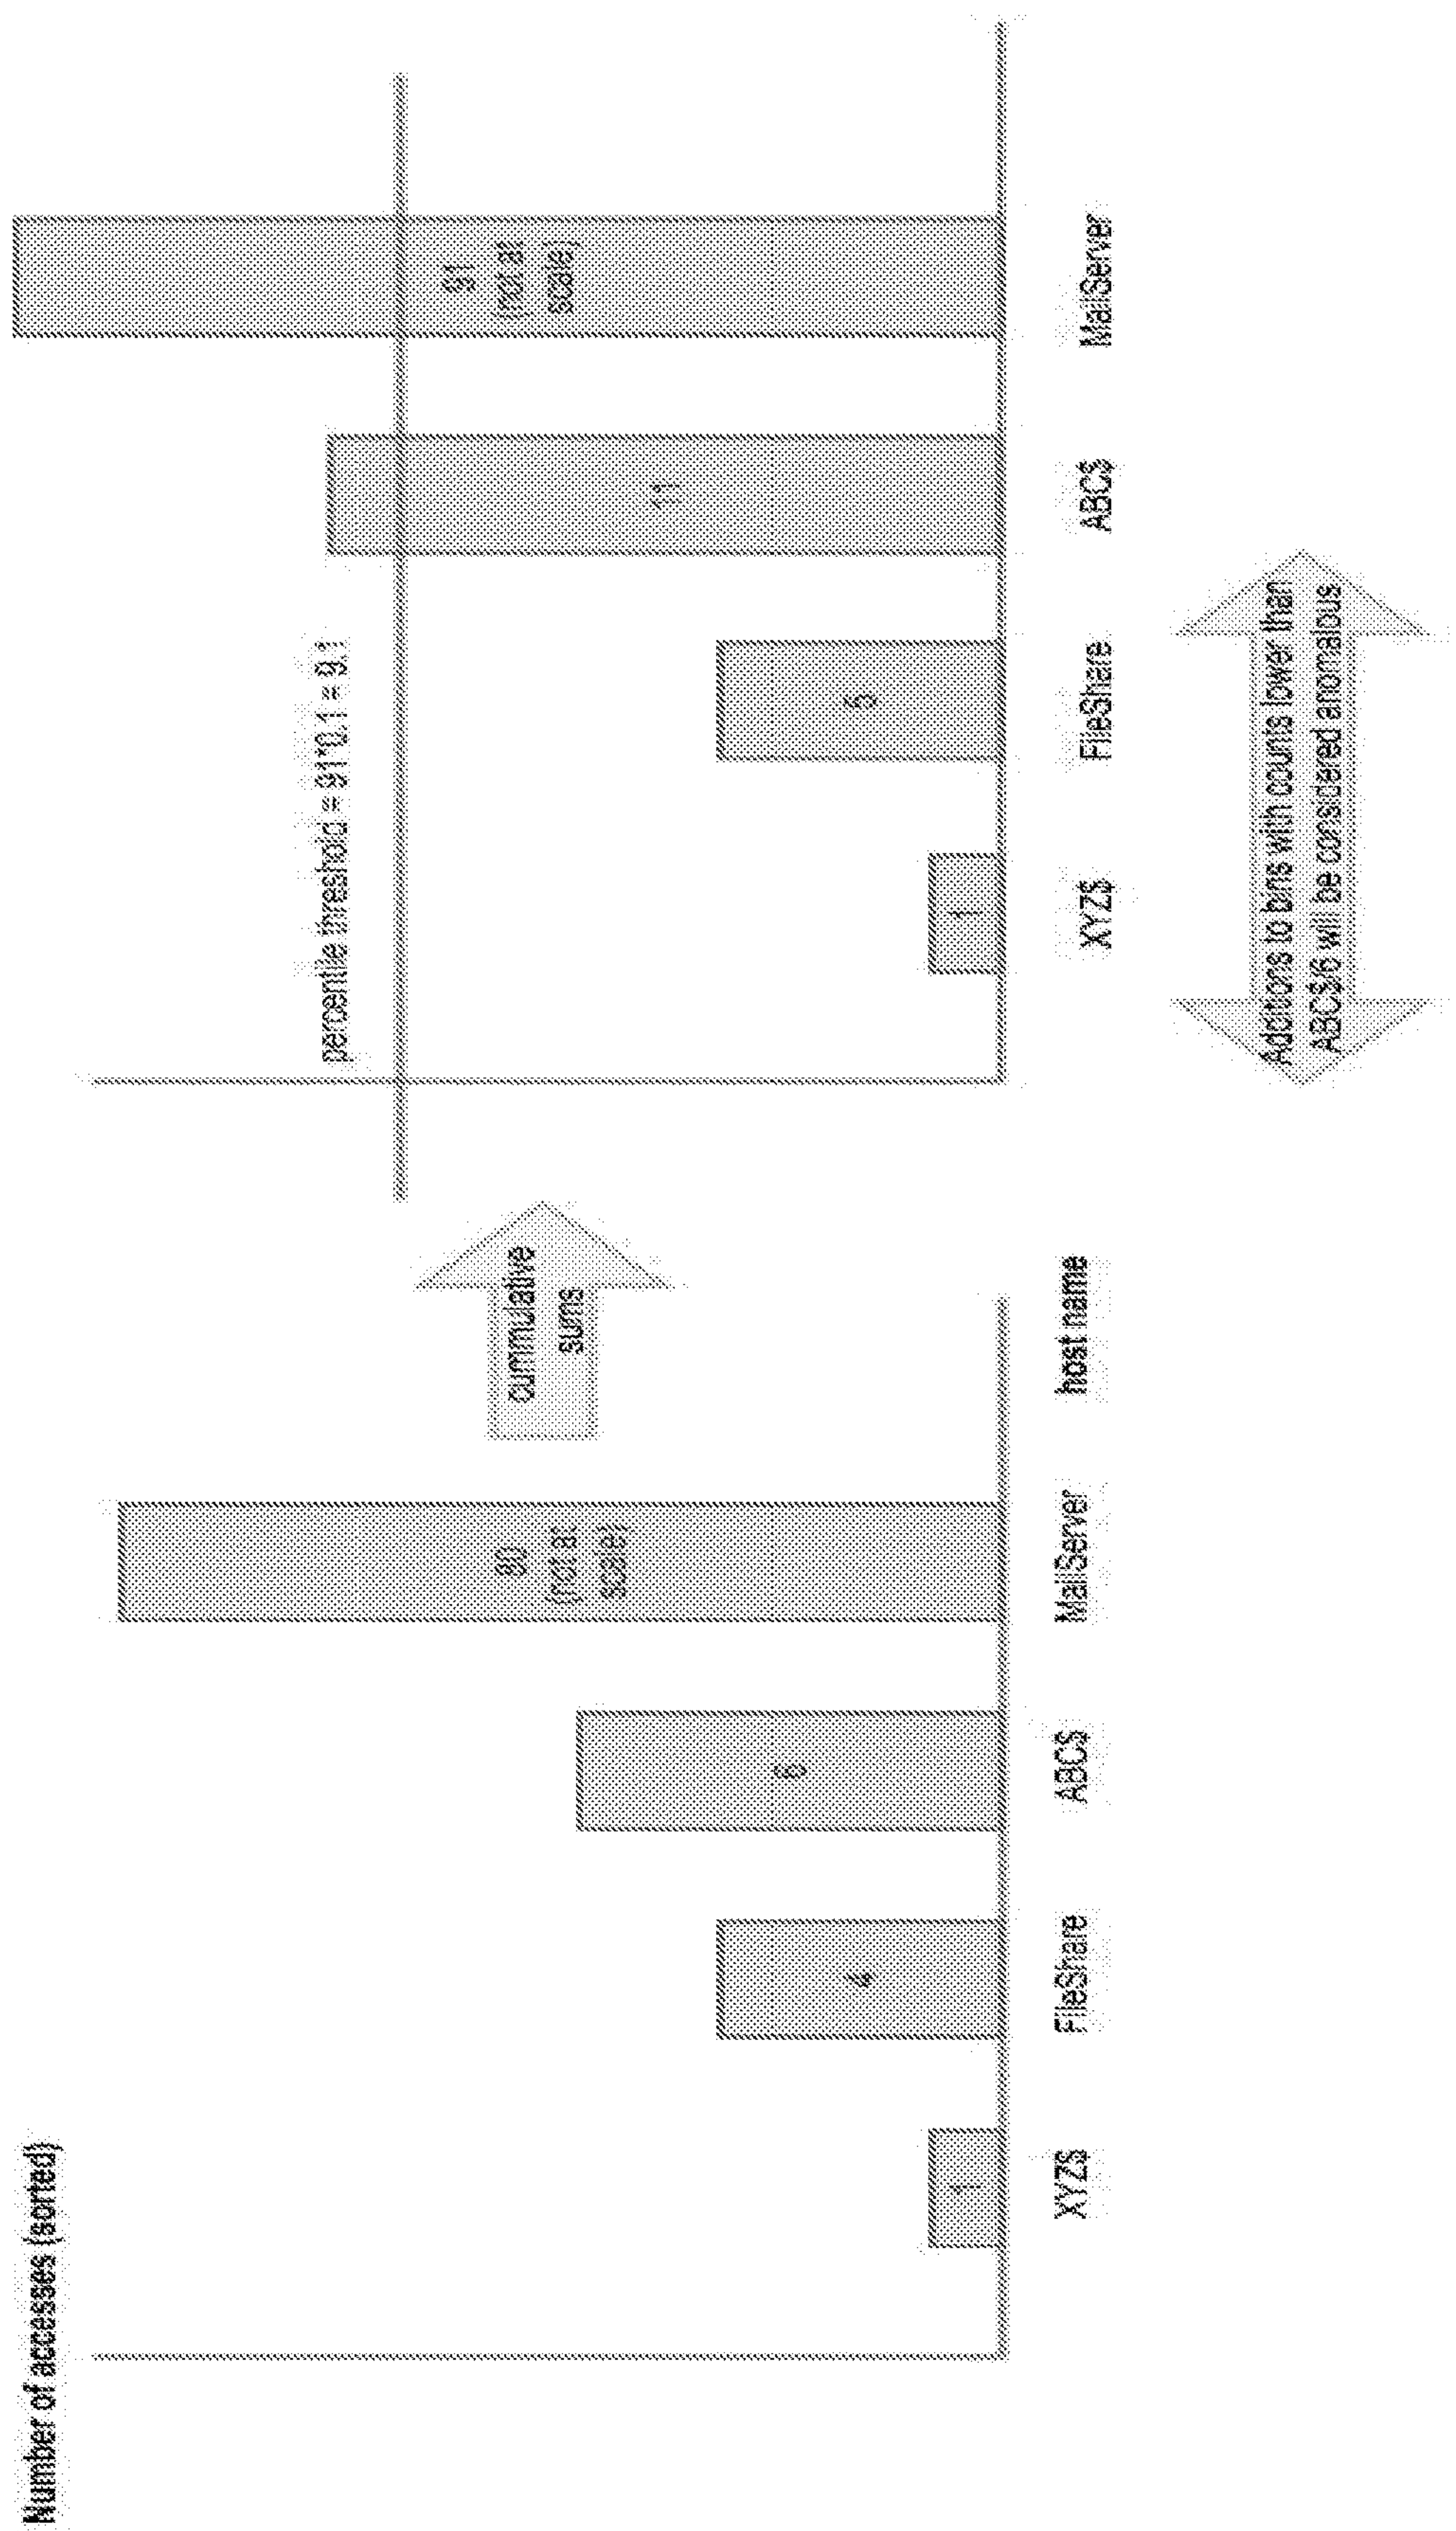 Number of accesses (sorted)
1
4
6
80
(not at
scale)
XYZ$
FileShare
ABC$
MailServer
host name
cummulative
sums
percentile threshold = 91*0.1 = 9.1
1
5
11
91
(not at
scale)
XYZ$
FileShare
ABC$
MailServer
Additions to bins with counts lower than
ABC$/6 will be considered anomalous